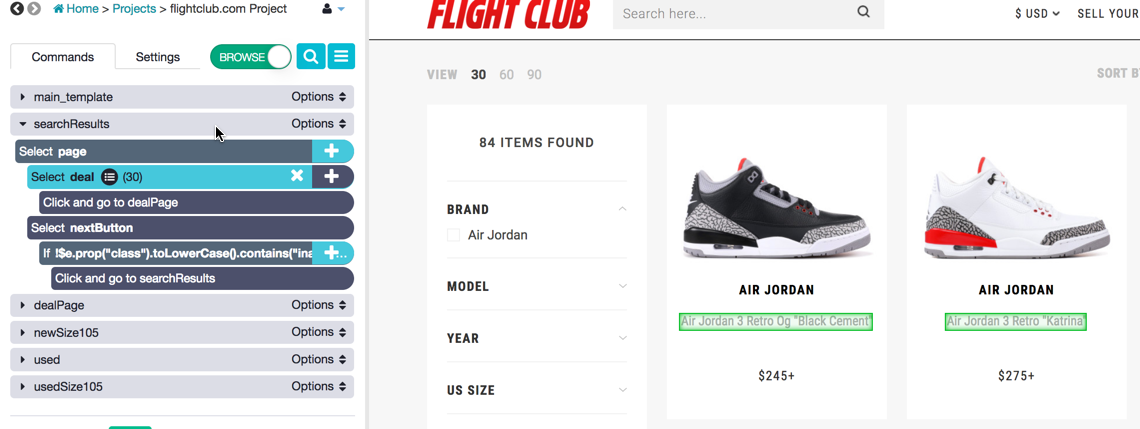 Home > Projects > flightclub.com Project
Commands
Settings
BROWSE
main_template
Options
searchResults
Options
Select page
Select deal (30)
Click and go to dealPage
Select nextButton
If !$e.prop("class").toLowerCase().contains("ina...
Click and go to searchResults
dealPage
Options
newSize105
Options
used
Options
usedSize105
Options
FLIGHT CLUB
Search here...
$ USD
SELL YOUR
VIEW 30 60 90
SORT B
84 ITEMS FOUND
BRAND
Air Jordan
MODEL
YEAR
US SIZE
AIR JORDAN
Air Jordan 3 Retro Og "Black Cement"
$245+
AIR JORDAN
Air Jordan 3 Retro "Katrina"
$275+